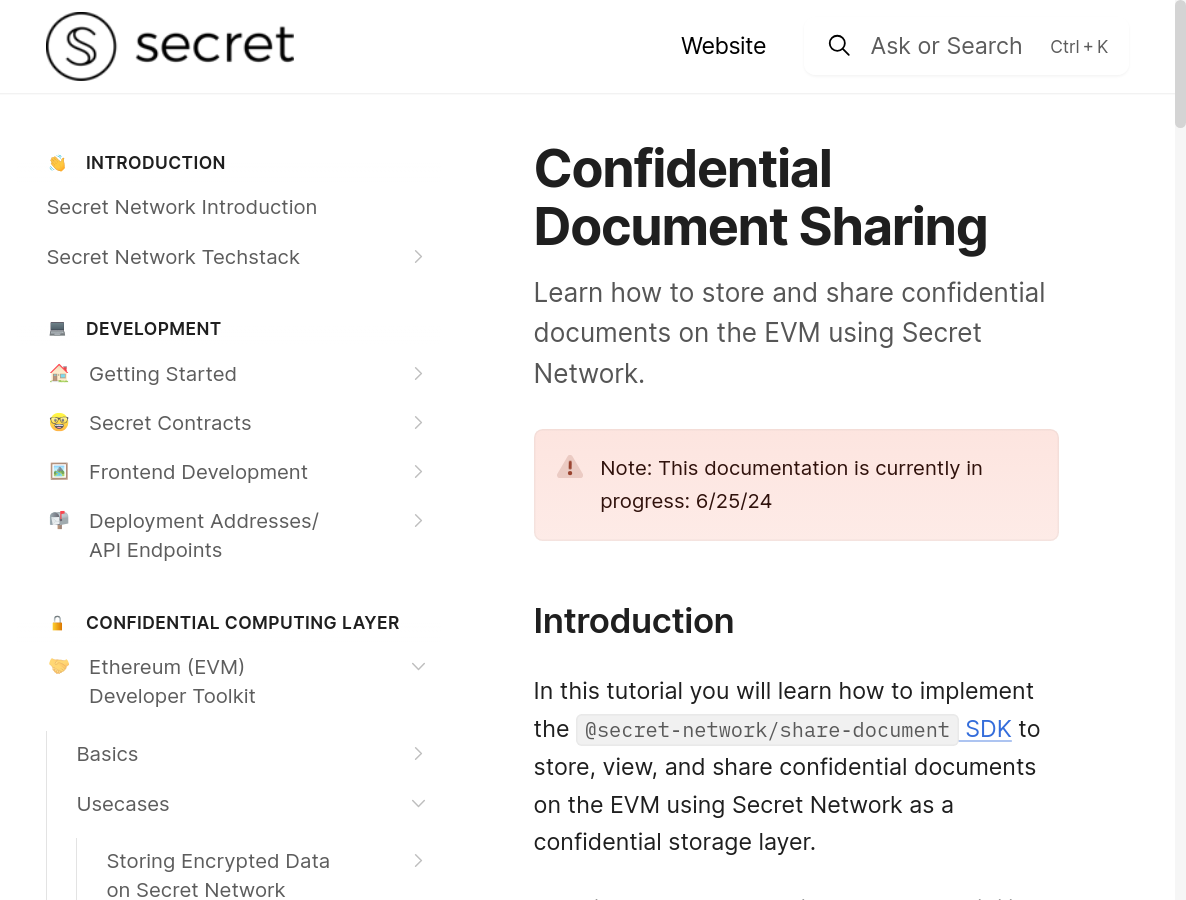 secret
Website
Ask or Search
Ctrl + K
INTRODUCTION
Secret Network Introduction
Secret Network Techstack
DEVELOPMENT
Getting Started
Secret Contracts
Frontend Development
Deployment Addresses/
API Endpoints
CONFIDENTIAL COMPUTING LAYER
Ethereum (EVM)
Developer Toolkit
Basics
Usecases
Storing Encrypted Data
on Secret Network
Confidential
Document Sharing
Learn how to store and share confidential
documents on the EVM using Secret
Network.
Note: This documentation is currently in
progress: 6/25/24
Introduction
In this tutorial you will learn how to implement
the @secret-network/share-document SDK to
store, view, and share confidential documents
on the EVM using Secret Network as a
confidential storage layer.